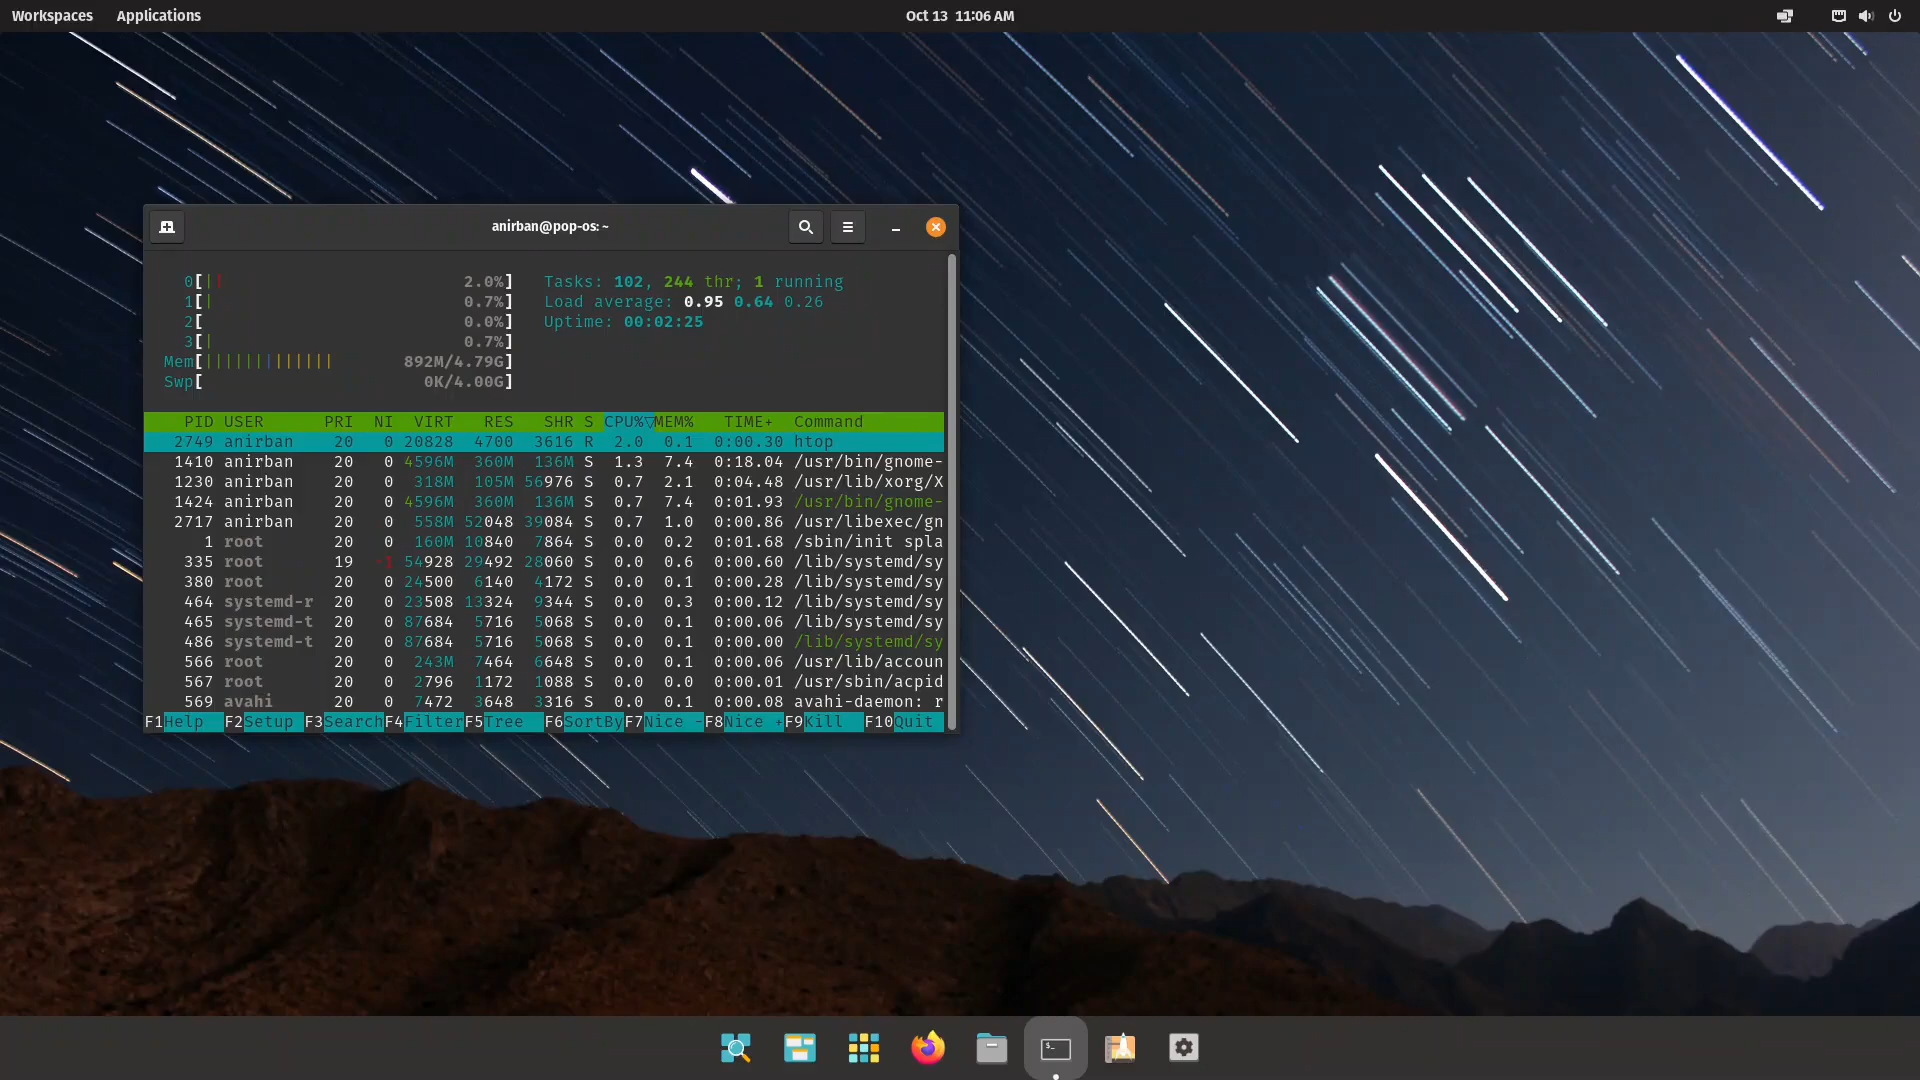 Workspaces Applications Oct 13 11:06 AM
anirban@pop-os: ~
0[|| 2.0%] Tasks: 102, 244 thr; 1 running
1[| 0.7%] Load average: 0.95 0.64 0.26
2[ 0.0%] Uptime: 00:02:25
3[| 0.7%]
Mem[||||||||||||| 892M/4.79G]
Swp[ 0K/4.00G]
PID USER PRI NI VIRT RES SHR S CPU%▽MEM% TIME+ Command
2749 anirban 20 0 20828 4700 3616 R 2.0 0.1 0:00.30 htop
1410 anirban 20 0 4596M 360M 136M S 1.3 7.4 0:18.04 /usr/bin/gnome-
1230 anirban 20 0 318M 105M 56976 S 0.7 2.1 0:04.48 /usr/lib/xorg/X
1424 anirban 20 0 4596M 360M 136M S 0.7 7.4 0:01.93 /usr/bin/gnome-
2717 anirban 20 0 558M 52048 39084 S 0.7 1.0 0:00.86 /usr/libexec/gn
1 root 20 0 160M 10840 7864 S 0.0 0.2 0:01.68 /sbin/init spla
335 root 19 -1 54928 29492 28060 S 0.0 0.6 0:00.60 /lib/systemd/sy
380 root 20 0 24500 6140 4172 S 0.0 0.1 0:00.28 /lib/systemd/sy
464 systemd-r 20 0 23508 13324 9344 S 0.0 0.3 0:00.12 /lib/systemd/sy
465 systemd-t 20 0 87684 5716 5068 S 0.0 0.1 0:00.06 /lib/systemd/sy
486 systemd-t 20 0 87684 5716 5068 S 0.0 0.1 0:00.00 /lib/systemd/sy
566 root 20 0 243M 7464 6648 S 0.0 0.1 0:00.06 /usr/lib/accoun
567 root 20 0 2796 1172 1088 S 0.0 0.0 0:00.01 /usr/sbin/acpid
569 avahi 20 0 7472 3648 3316 S 0.0 0.1 0:00.08 avahi-daemon: r
F1Help F2Setup F3SearchF4FilterF5Tree F6SortByF7Nice -F8Nice +F9Kill F10Quit